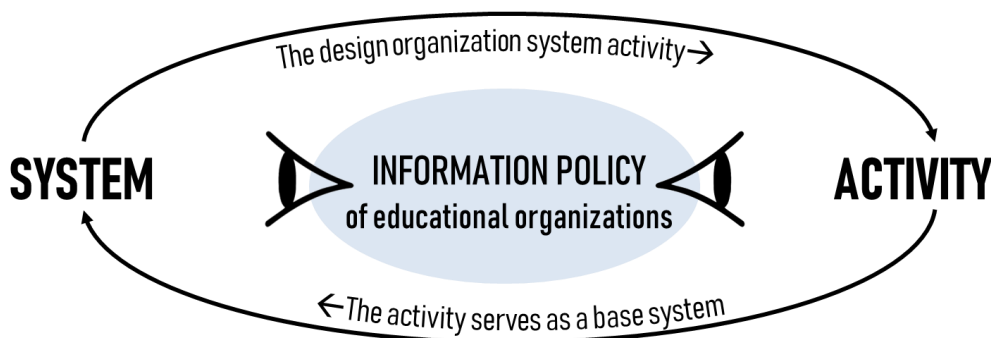 The design organization system activity→
SYSTEM
INFORMATION POLICY
of educational organizations
ACTIVITY
←The activity serves as a base system